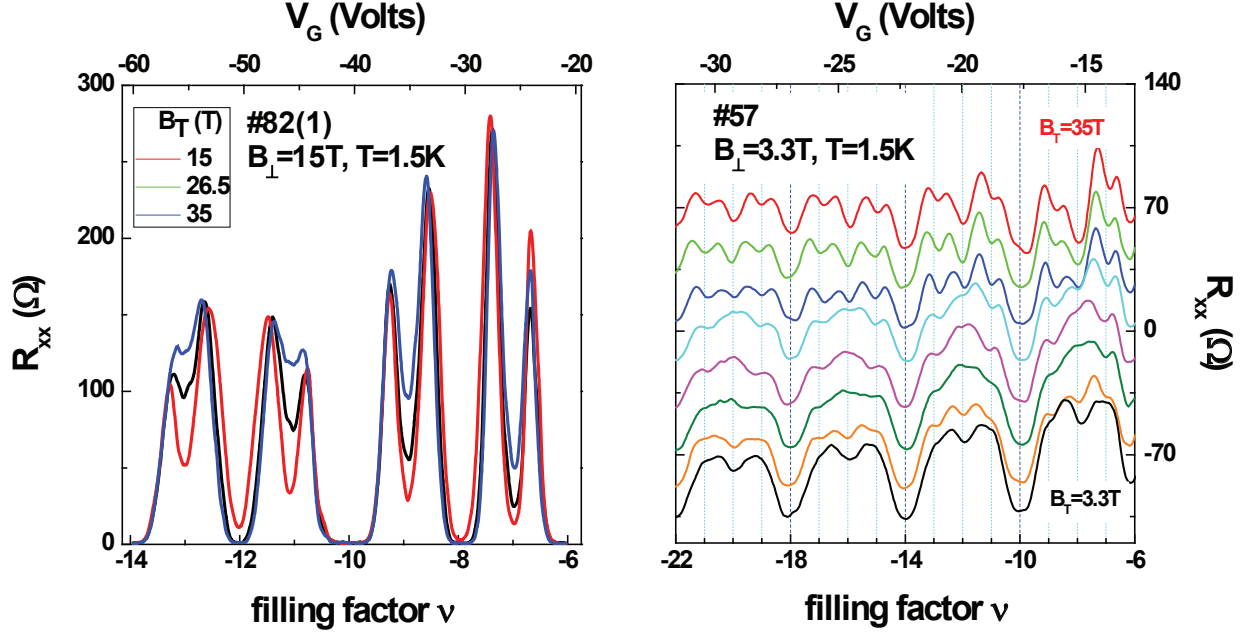 V_G (Volts)
-60 -50 -40 -30 -20
300
200
100
0
R_xx (Ω)
B_T (T)
15
26.5
35
#82(1)
B_⊥=15T, T=1.5K
-14 -12 -10 -8 -6
filling factor ν
V_G (Volts)
-30 -25 -20 -15
#57
B_⊥=3.3T, T=1.5K
B_T=35T
B_T=3.3T
140
70
0
-70
R_xx (Ω)
-22 -18 -14 -10 -6
filling factor ν